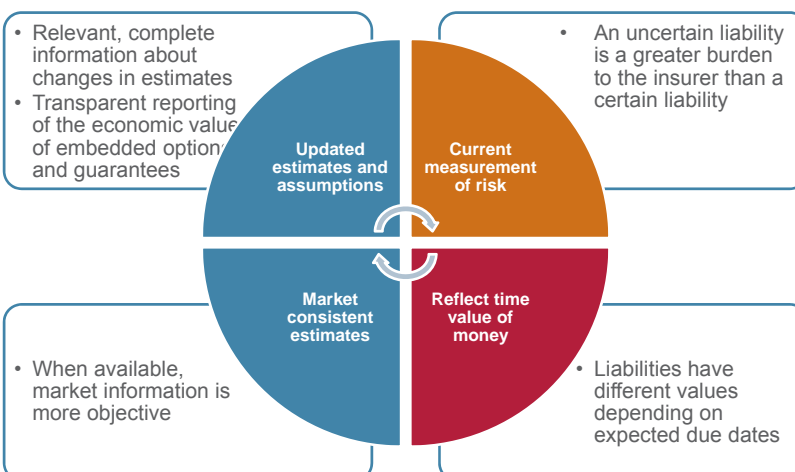 • Relevant, complete
information about
changes in estimates
• Transparent reporting
of the economic value
of embedded options
and guarantees
• An uncertain liability
is a greater burden
to the insurer than a
certain liability
Updated
estimates and
assumptions
Current
measurement
of risk
Market
consistent
estimates
Reflect time
value of
money
• When available,
market information is
more objective
• Liabilities have
different values
depending on
expected due dates